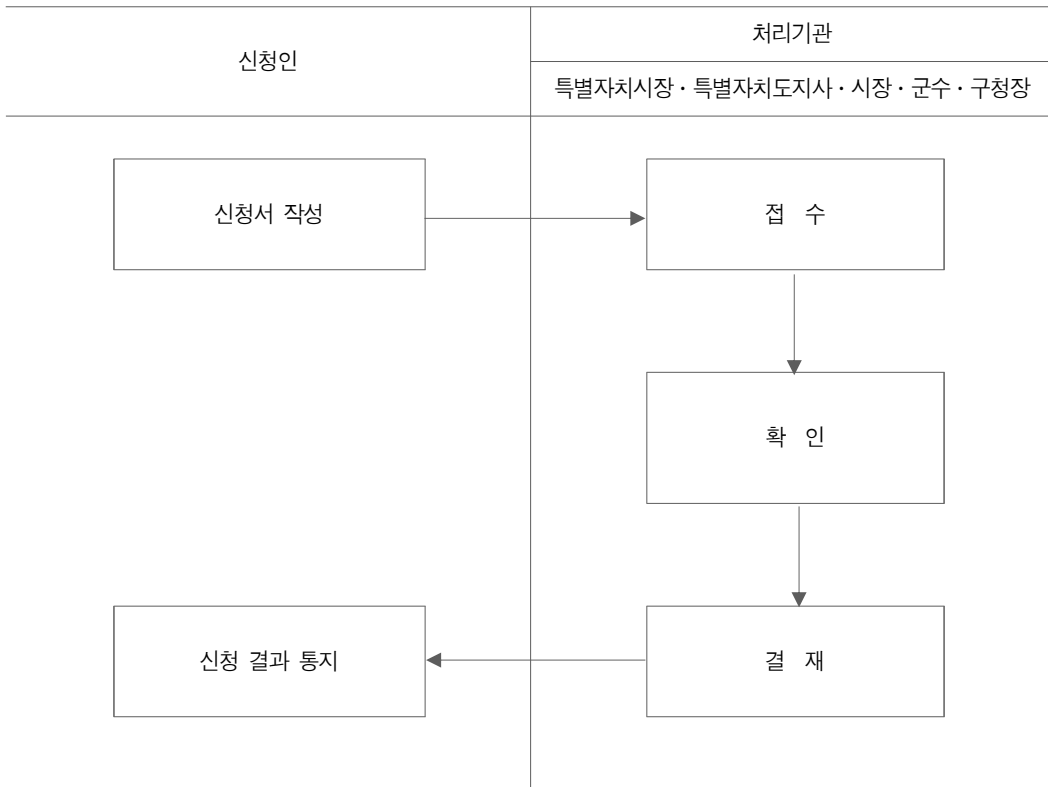 신청인
처리기관
특별자치시장·특별자치도지사·시장·군수·구청장
신청서 작성
접 수
확 인
신청 결과 통지
결 재